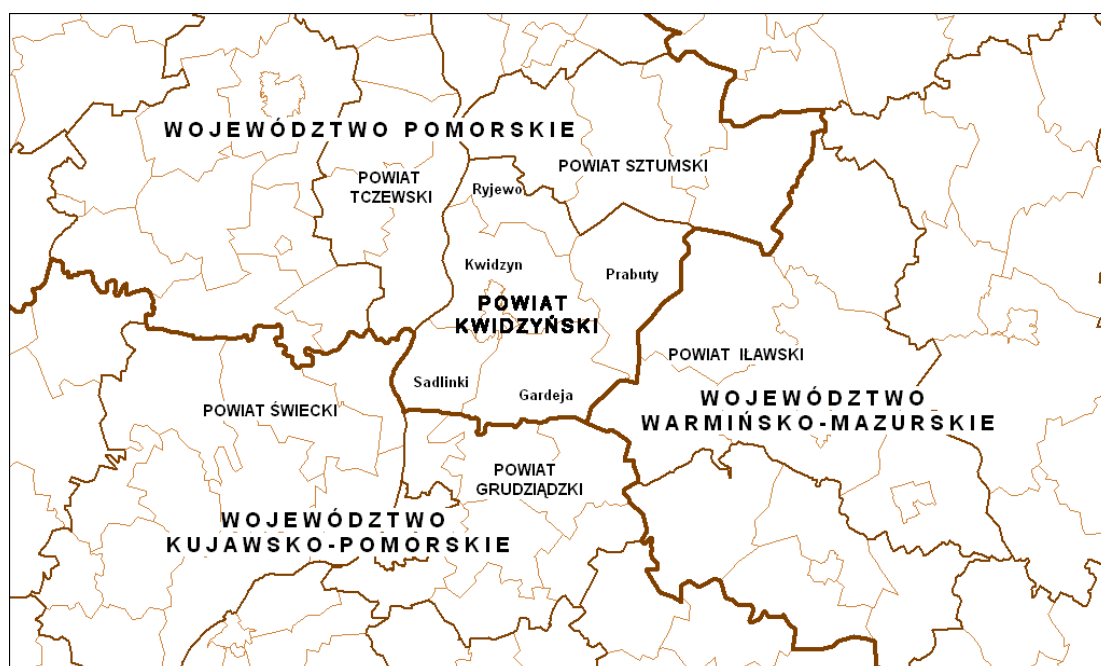 WOJEWÓDZTWO POMORSKIE
POWIAT SZTUMSKI
POWIAT
TCZEWSKI
Ryjewo
Kwidzyn
Prabuty
POWIAT
KWIDZYŃSKI
POWIAT IŁAWSKI
Sadlinki
Gardeja
WOJEWÓDZTWO
WARMIŃSKO-MAZURSKIE
POWIAT ŚWIECKI
POWIAT
GRUDZIĄDZKI
WOJEWÓDZTWO
KUJAWSKO-POMORSKIE